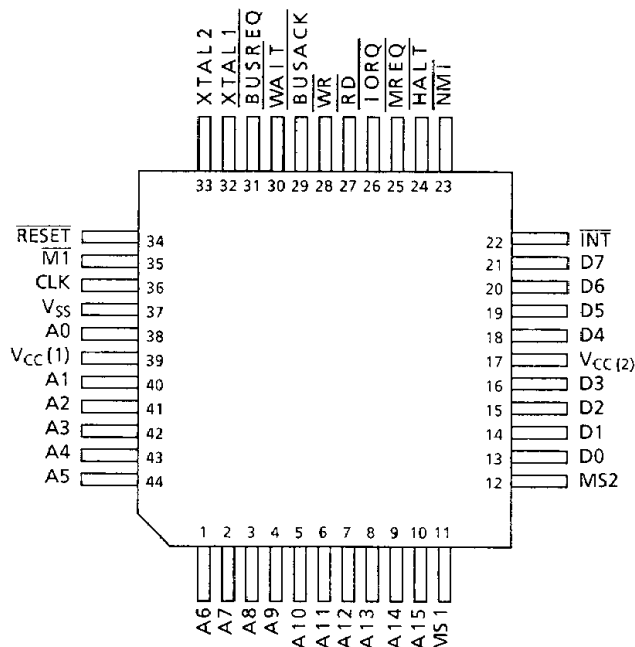 XTAL2
XTAL1
BUSREQ
WAIT
BUSACK
WR
RD
IORQ
MREQ
HALT
NMI
33 32 31 30 29 28 27 26 25 24 23
RESET 34
M1 35
CLK 36
VSS 37
A0 38
VCC(1) 39
A1 40
A2 41
A3 42
A4 43
A5 44
22 INT
21 D7
20 D6
19 D5
18 D4
17 VCC(2)
16 D3
15 D2
14 D1
13 D0
12 MS2
1 2 3 4 5 6 7 8 9 10 11
A6
A7
A8
A9
A10
A11
A12
A13
A14
A15
MS1